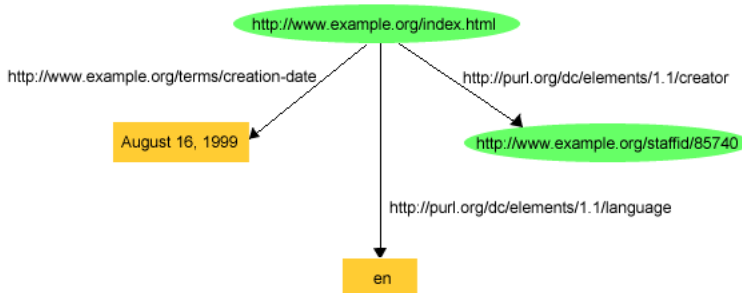 http://www.example.org/index.html
http://www.example.org/terms/creation-date
http://purl.org/dc/elements/1.1/creator
August 16, 1999
http://www.example.org/staffid/85740
http://purl.org/dc/elements/1.1/language
en